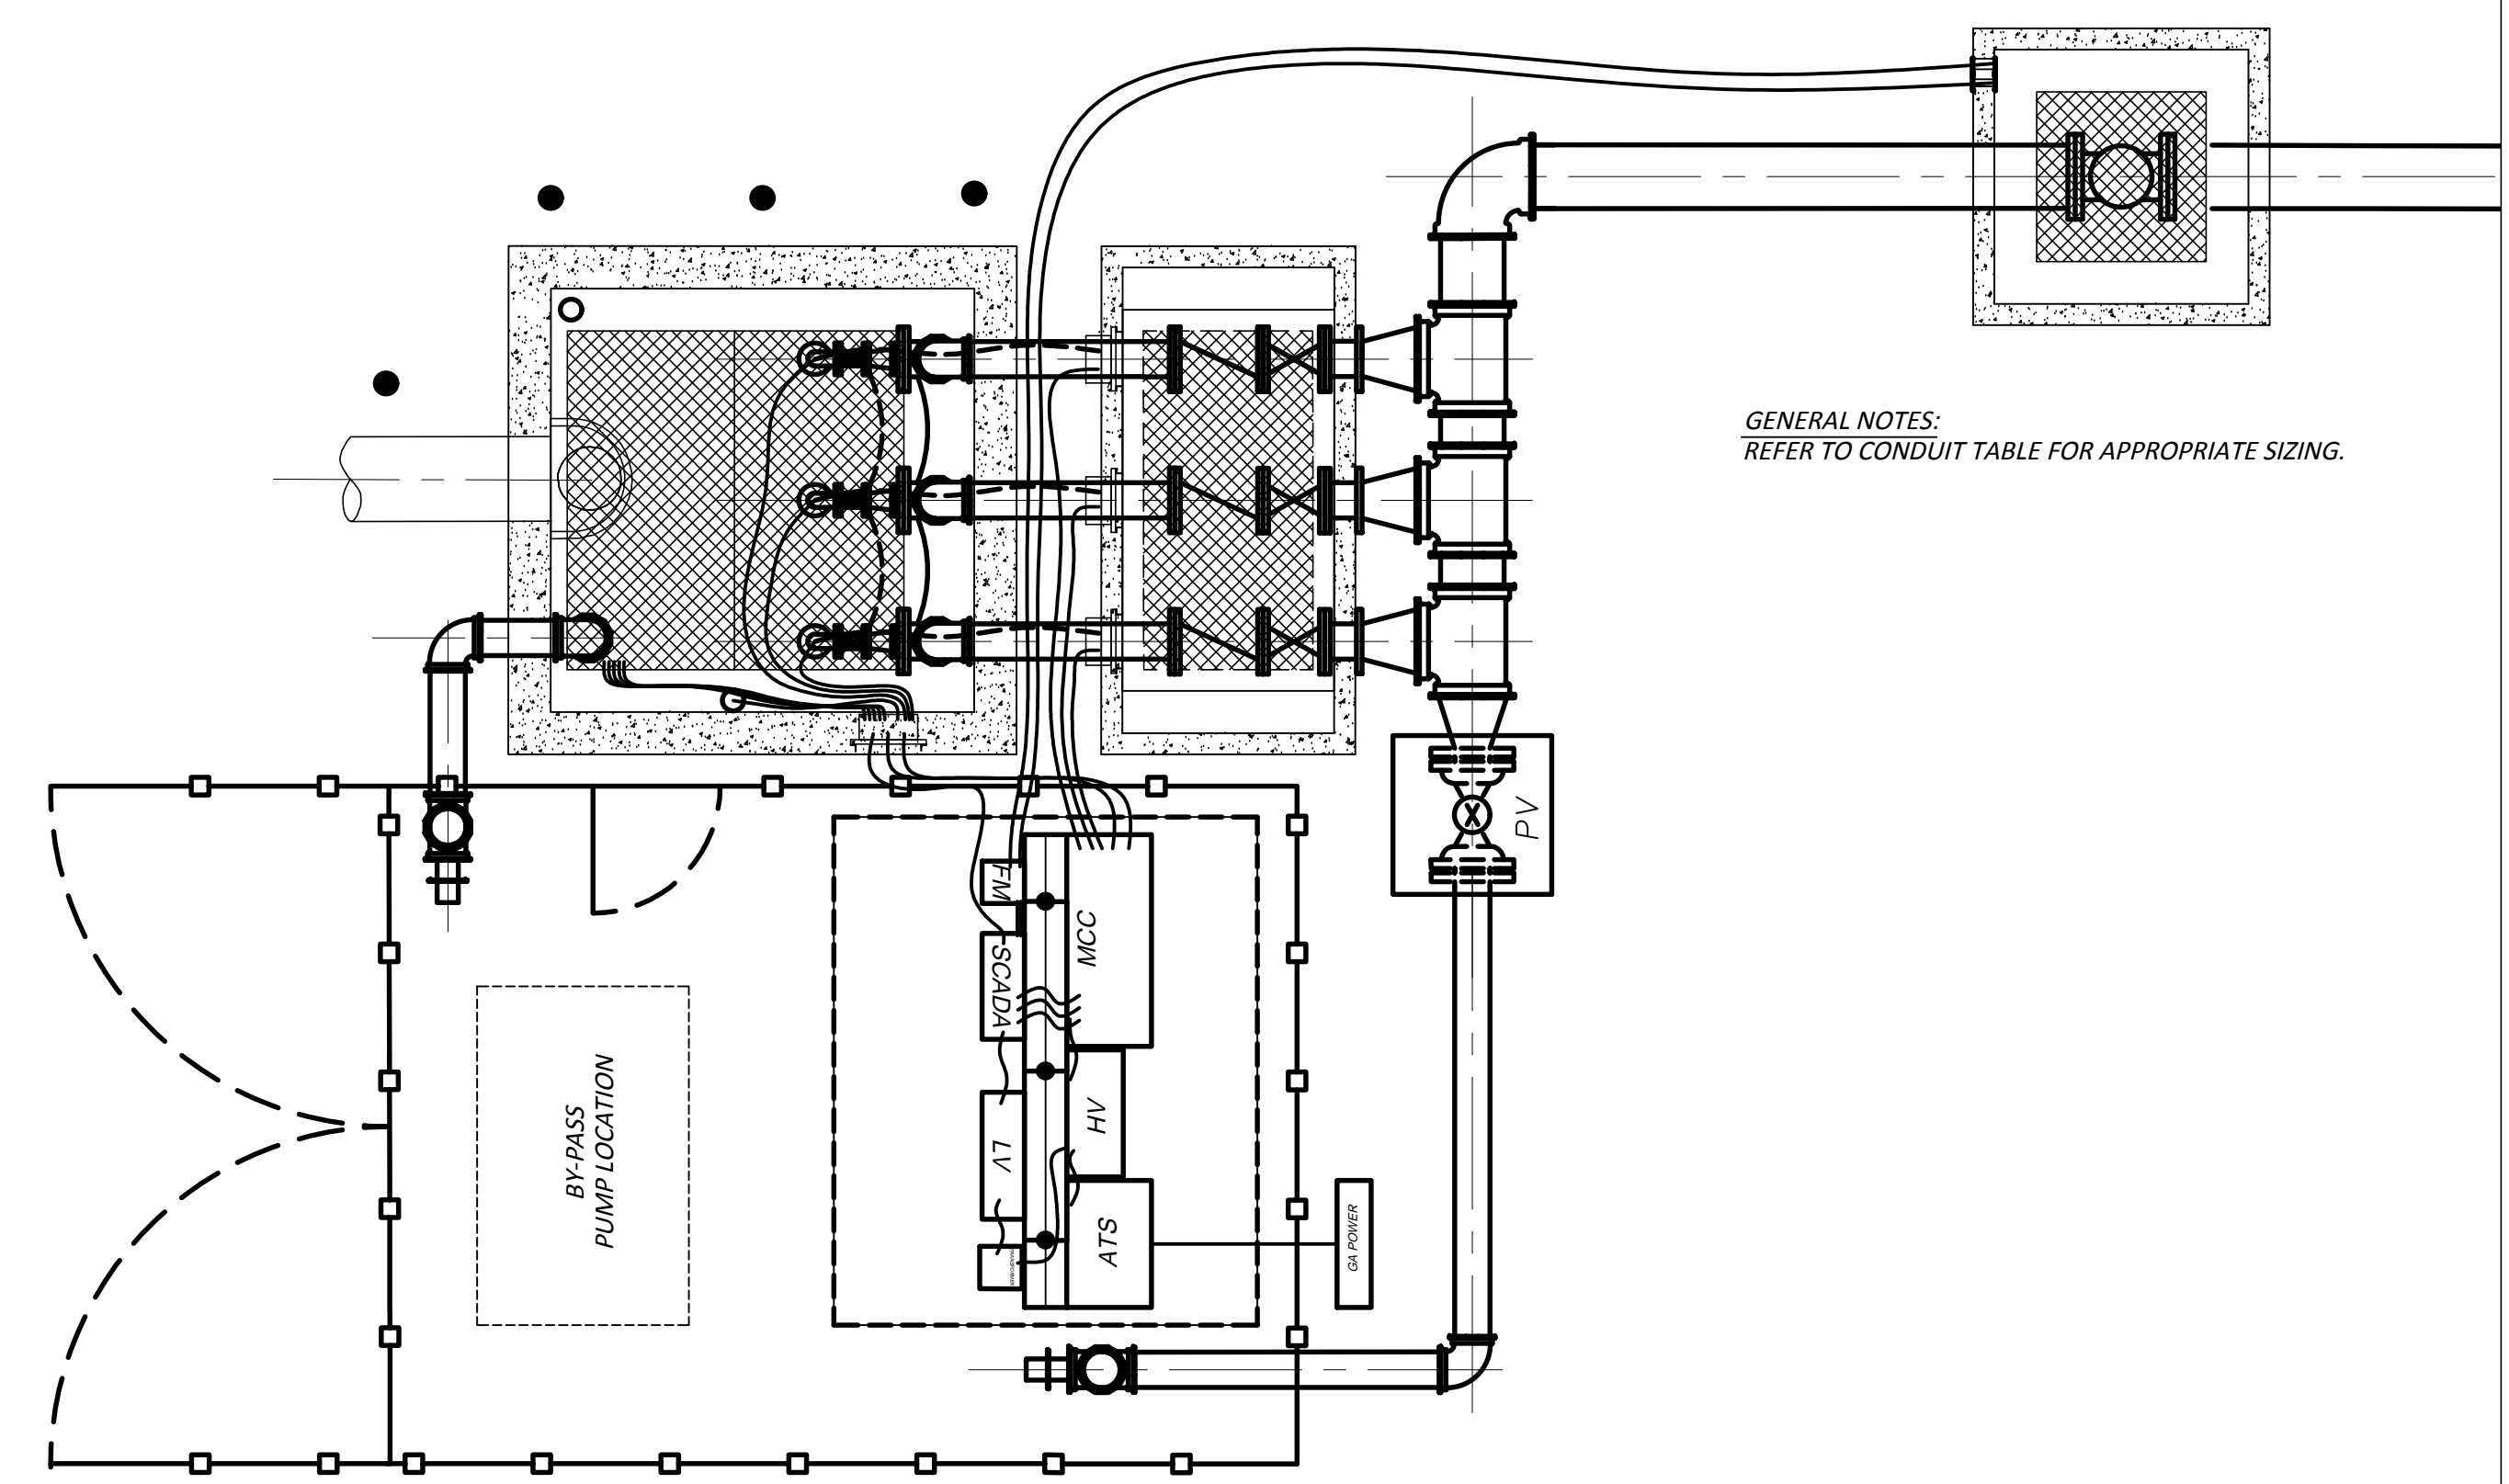 GENERAL NOTES:
REFER TO CONDUIT TABLE FOR APPROPRIATE SIZING.
PV
FM
MCC
SCADA
HV
LV
ATS
TRANSFORMER
GA POWER
BY-PASS
PUMP LOCATION